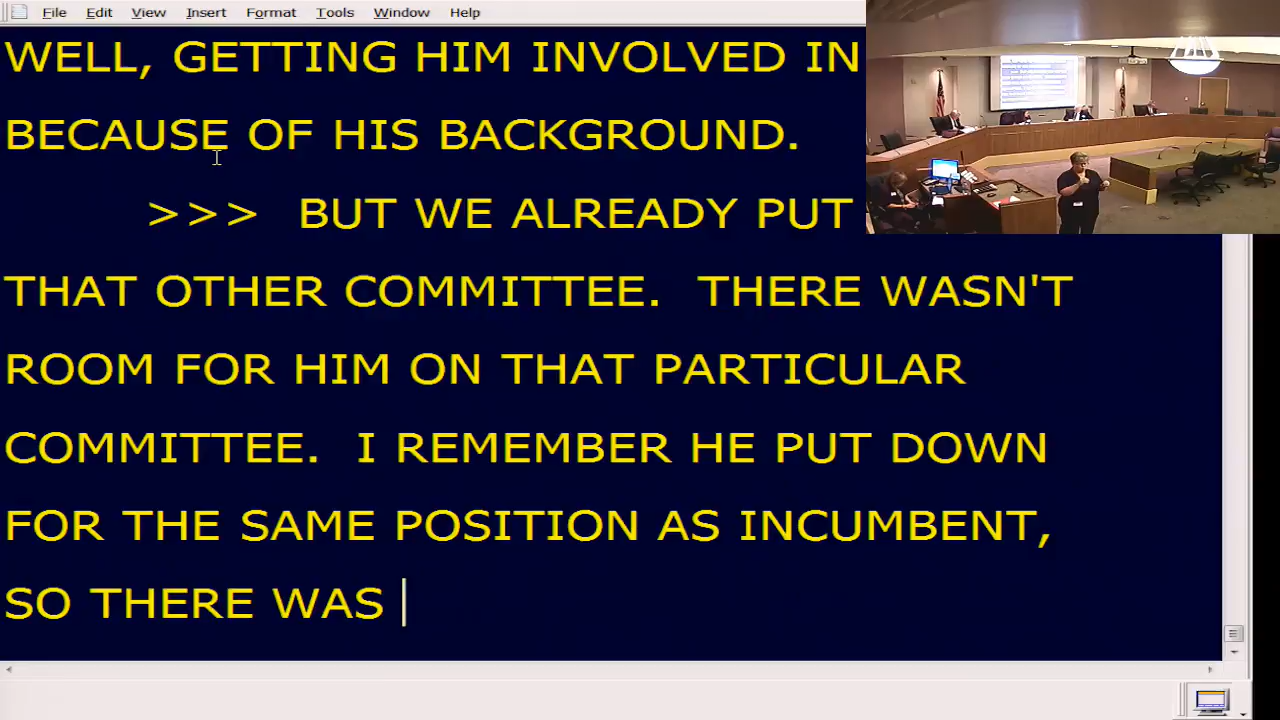 File Edit View Insert Format Tools Window Help
WELL, GETTING HIM INVOLVED IN
BECAUSE OF HIS BACKGROUND.
>>> BUT WE ALREADY PUT
THAT OTHER COMMITTEE. THERE WASN'T
ROOM FOR HIM ON THAT PARTICULAR
COMMITTEE. I REMEMBER HE PUT DOWN
FOR THE SAME POSITION AS INCUMBENT,
SO THERE WAS